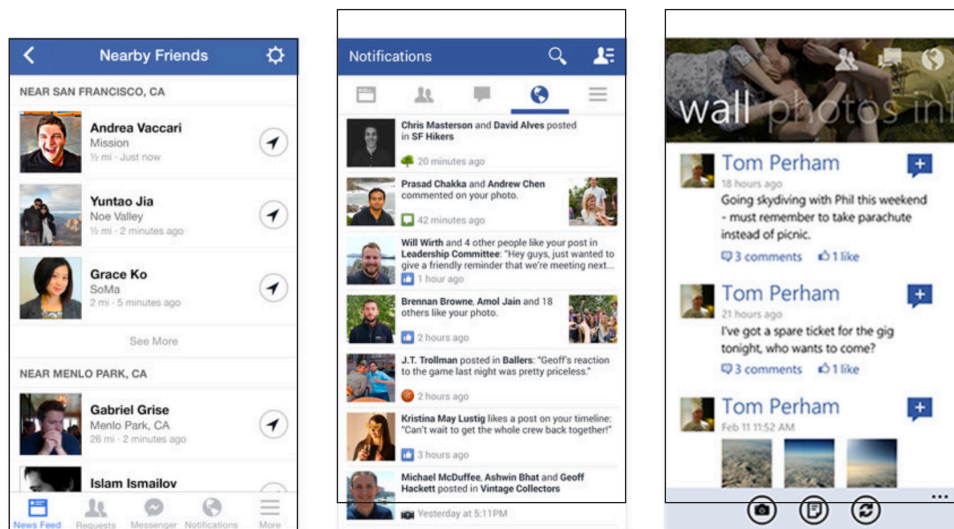 Nearby Friends
NEAR SAN FRANCISCO, CA
Andrea Vaccari
Mission
½ mi · Just now
Yuntao Jia
Noe Valley
½ mi · 2 minutes ago
Grace Ko
SoMa
2 mi · 5 minutes ago
See More
NEAR MENLO PARK, CA
Gabriel Grise
Menlo Park, CA
26 mi · 2 minutes ago
Islam Ismailov
News Feed
Requests
Messenger
Notifications
More
Notifications
Chris Masterson and David Alves posted
in SF Hikers
20 minutes ago
Prasad Chakka and Andrew Chen
commented on your photo.
42 minutes ago
Will Wirth and 4 other people like your post in
Leadership Committee: "Hey guys, just wanted to
give a friendly reminder that we're meeting next...
1 hour ago
Brennan Browne, Amol Jain and 18
others like your photo.
2 hours ago
J.T. Trollman posted in Ballers: "Geoff's reaction
to the game last night was pretty priceless."
2 hours ago
Kristina May Lustig likes a post on your timeline:
"Can't wait to get the whole crew back together!"
3 hours ago
Michael McDuffee, Ashwin Bhat and Geoff
Hackett posted in Vintage Collectors
Yesterday at 5:11PM
wall photos inf
Tom Perham
18 hours ago
Going skydiving with Phil this weekend
- must remember to take parachute
instead of picnic.
3 comments 1 like
Tom Perham
21 hours ago
I've got a spare ticket for the gig
tonight, who wants to come?
3 comments 1 like
Tom Perham
Feb 11 11:52 AM